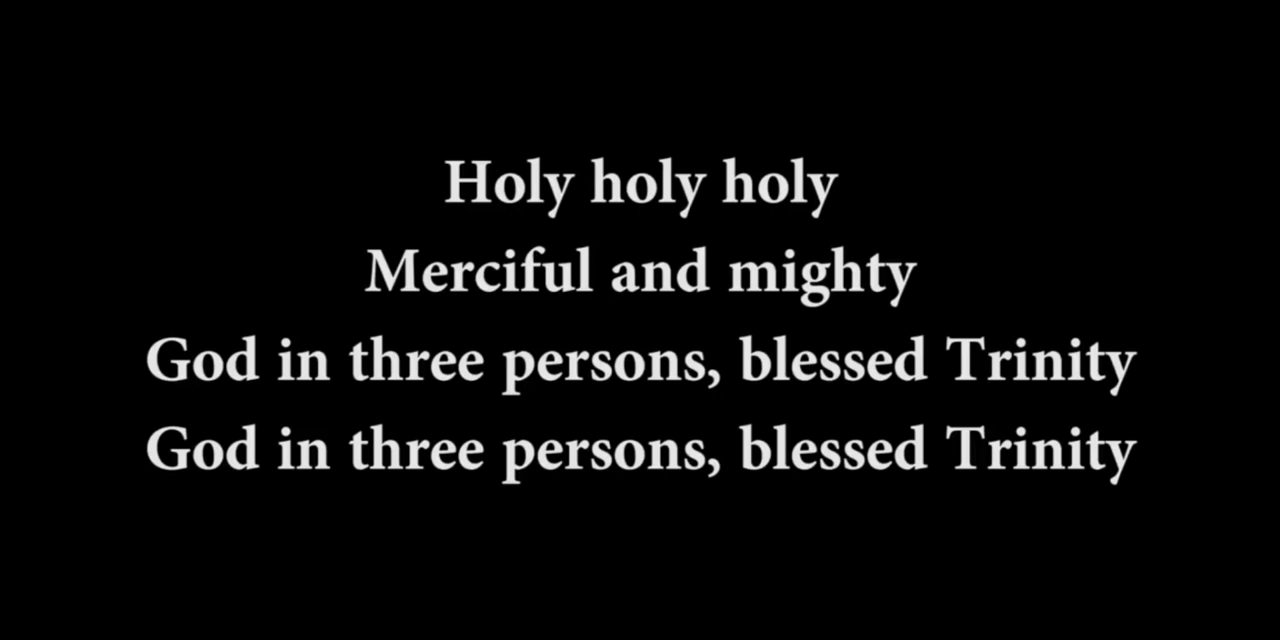 Holy holy holy
Merciful and mighty
God in three persons, blessed Trinity
God in three persons, blessed Trinity